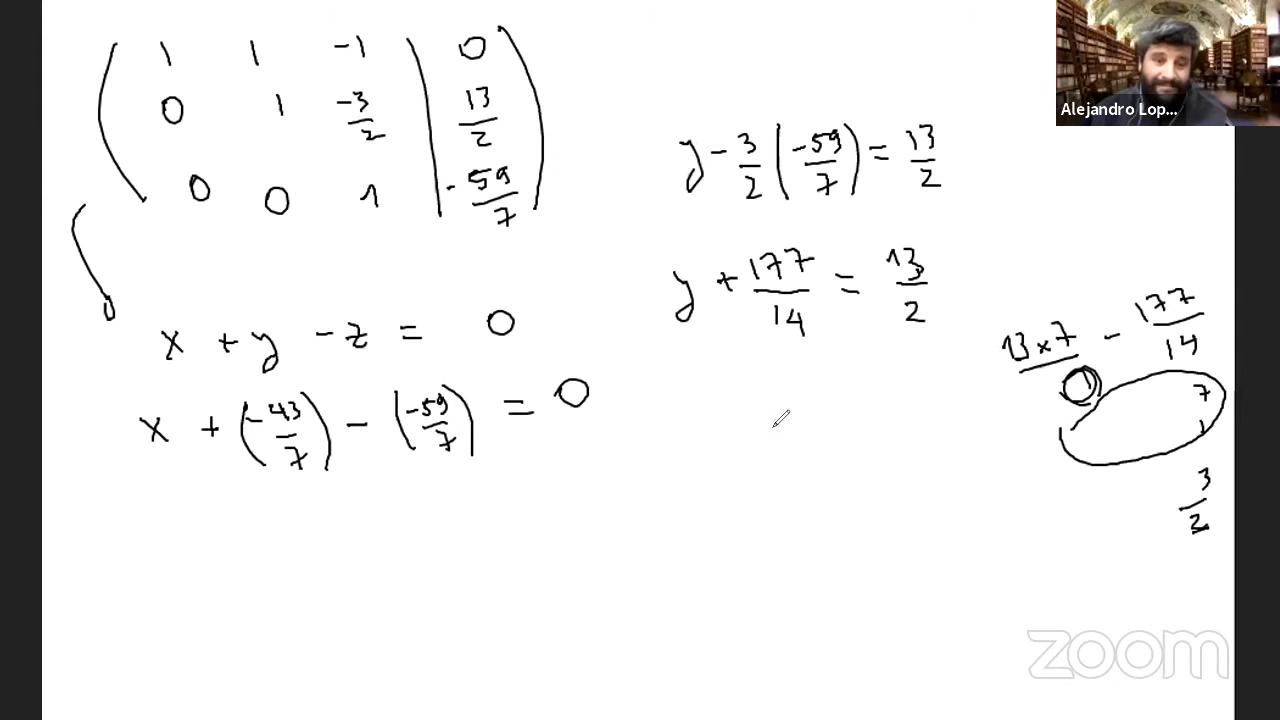 1 1 -1 | 0
0 1 -3/2 | 13/2
0 0 1 | -59/7
x + y - z = 0
x + (-43/7) - (-59/7) = 0
y - 3/2 (-59/7) = 13/2
y + 177/14 = 13/2
13 x 7 - 177/14
7
1
3/2
Alejandro Lop...
zoom